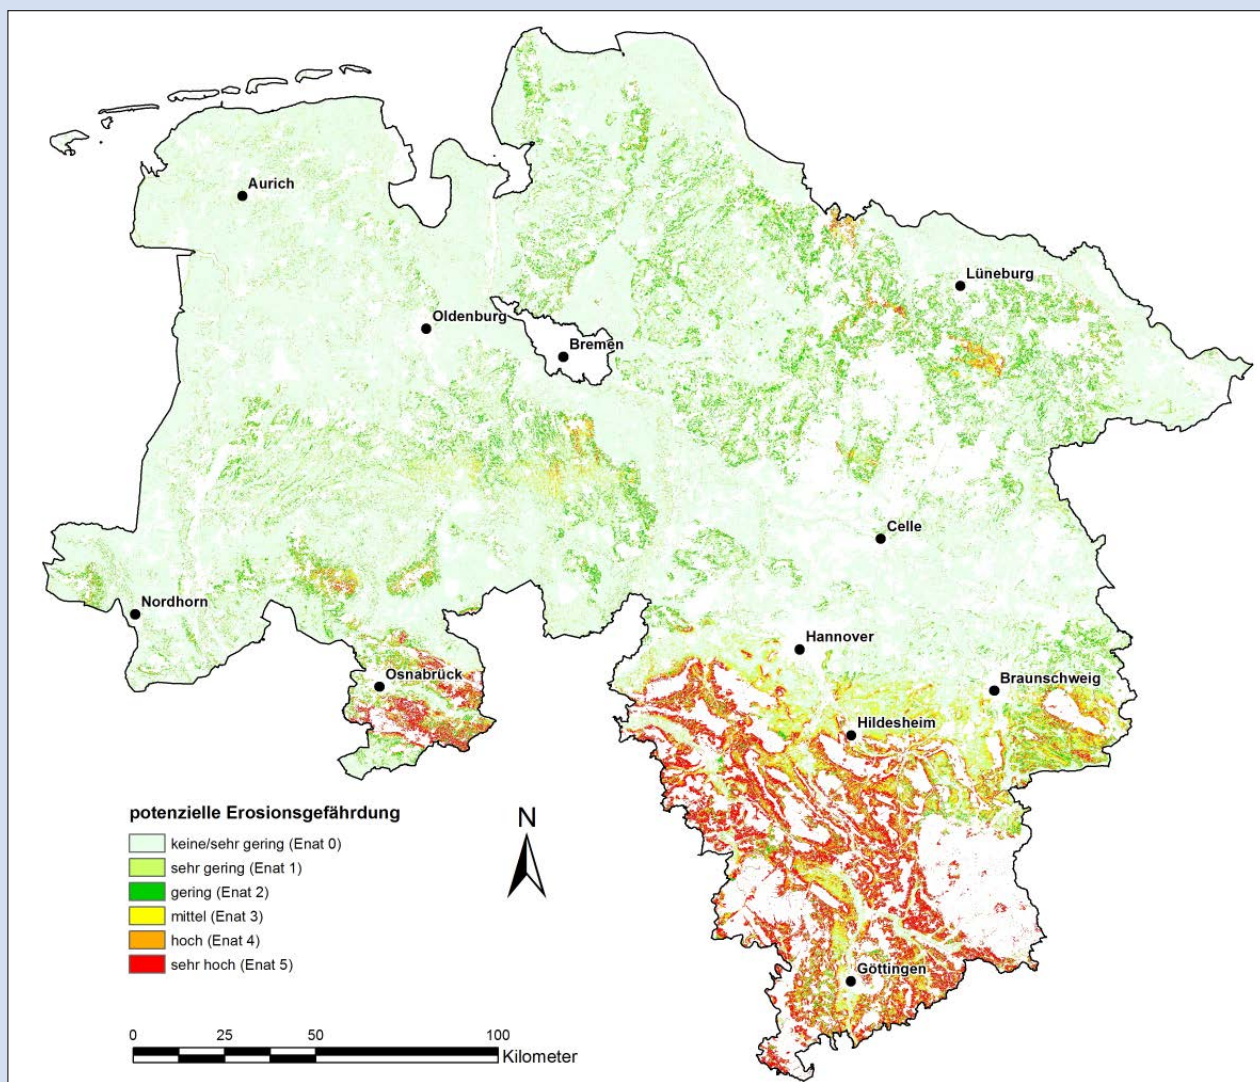 Aurich
Lüneburg
Oldenburg
Bremen
Celle
Nordhorn
Hannover
Osnabrück
Braunschweig
Hildesheim
Göttingen
potenzielle Erosionsgefährdung
keine/sehr gering (Enat 0)
sehr gering (Enat 1)
gering (Enat 2)
mittel (Enat 3)
hoch (Enat 4)
sehr hoch (Enat 5)
N
0 25 50 100
Kilometer